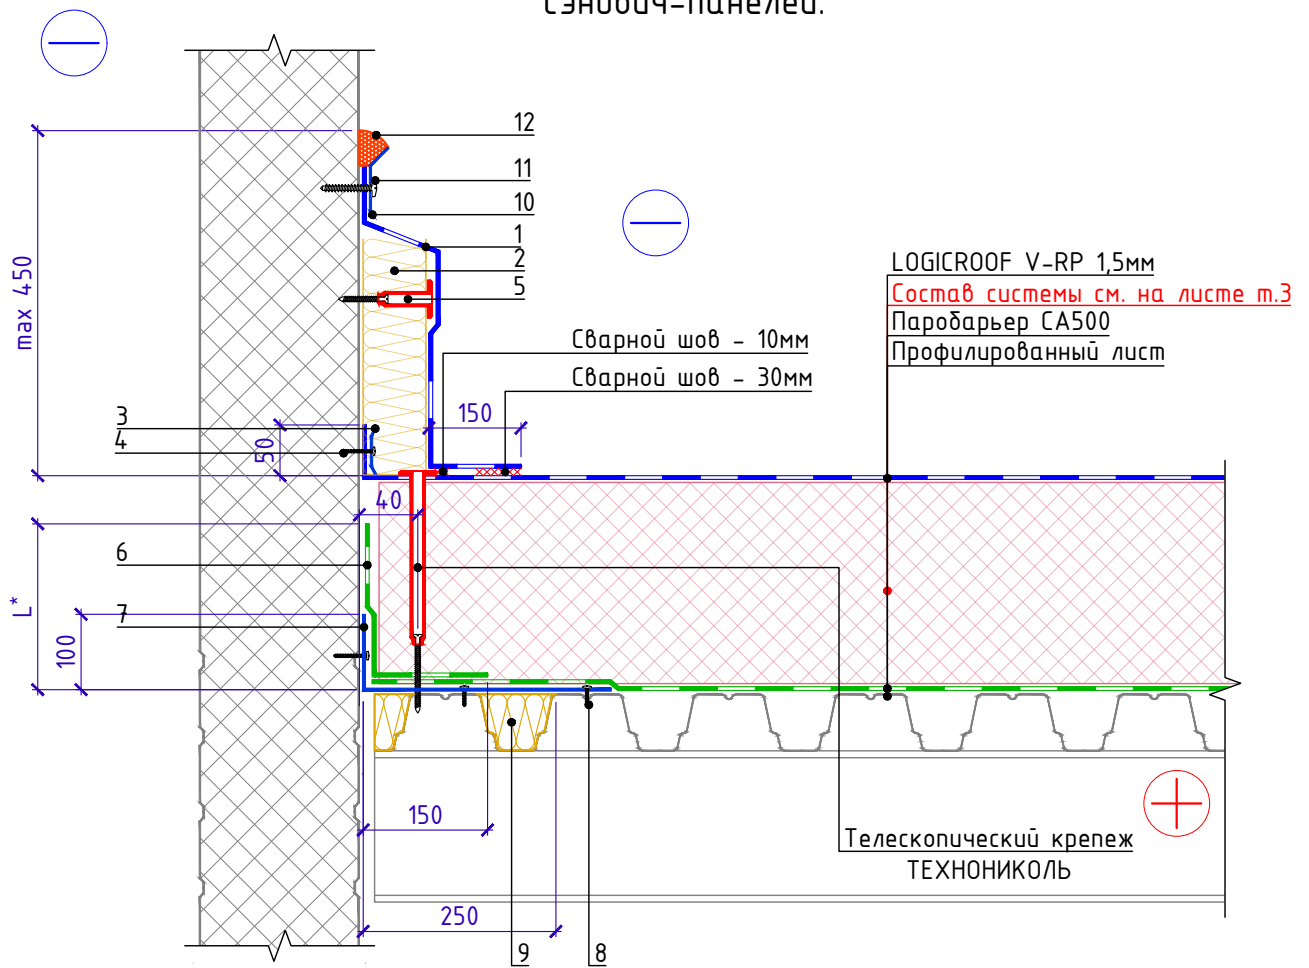 сэндвич-панелей.
12
11
10
1
2
5
max 450
LOGICROOF V-RP 1,5мм
Состав системы см. на листе т.3
Паробарьер СА500
Профилированный лист
Сварной шов - 10мм
Сварной шов - 30мм
150
3
4
50
40
6
L*
7
100
150
Телескопический крепеж
ТЕХНОНИКОЛЬ
250
9
8